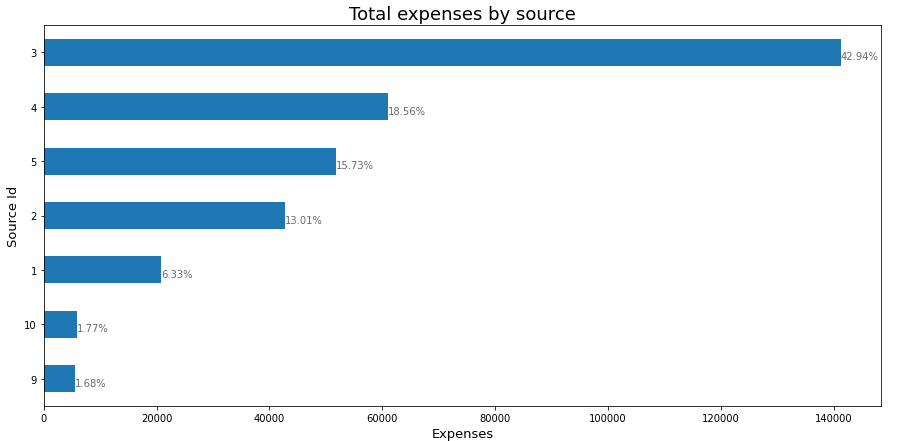 Total expenses by source
Source Id
3 42.94%
4 18.56%
5 15.73%
2 13.01%
1 6.33%
10 1.77%
9 1.68%
0 20000 40000 60000 80000 100000 120000 140000
Expenses